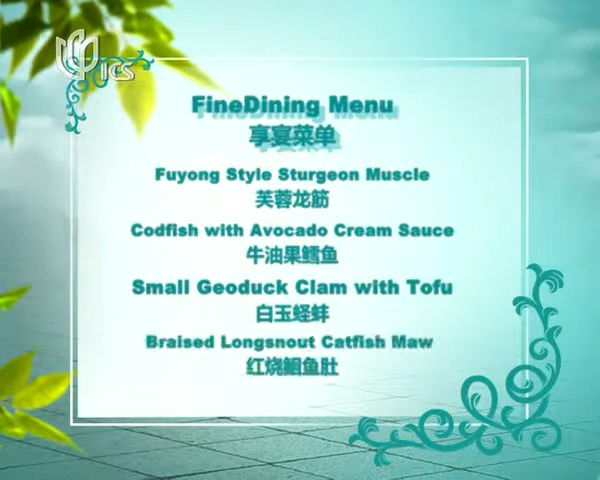 ICS
FineDining Menu
享宴菜单
Fuyong Style Sturgeon Muscle
芙蓉龙筋
Codfish with Avocado Cream Sauce
牛油果鳕鱼
Small Geoduck Clam with Tofu
白玉蛏蚌
Braised Longsnout Catfish Maw
红烧鮰鱼肚